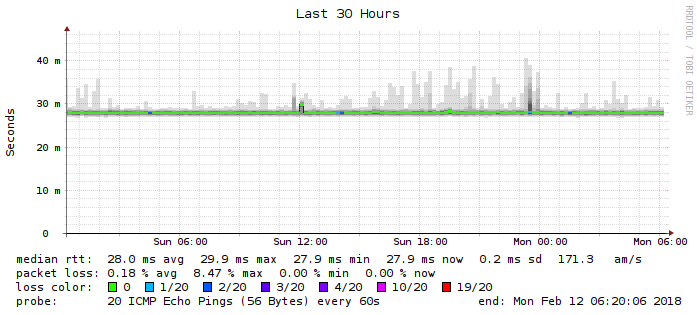 Last 30 Hours
RRDTOOL / TOBI OETIKER
Seconds
40 m
30 m
20 m
10 m
0
Sun 06:00 Sun 12:00 Sun 18:00 Mon 00:00 Mon 06:00
median rtt: 28.0 ms avg 29.9 ms max 27.9 ms min 27.9 ms now 0.2 ms sd 171.3 am/s
packet loss: 0.18 % avg 8.47 % max 0.00 % min 0.00 % now
loss color: 0 1/20 2/20 3/20 4/20 10/20 19/20
probe: 20 ICMP Echo Pings (56 Bytes) every 60s end: Mon Feb 12 06:20:06 2018